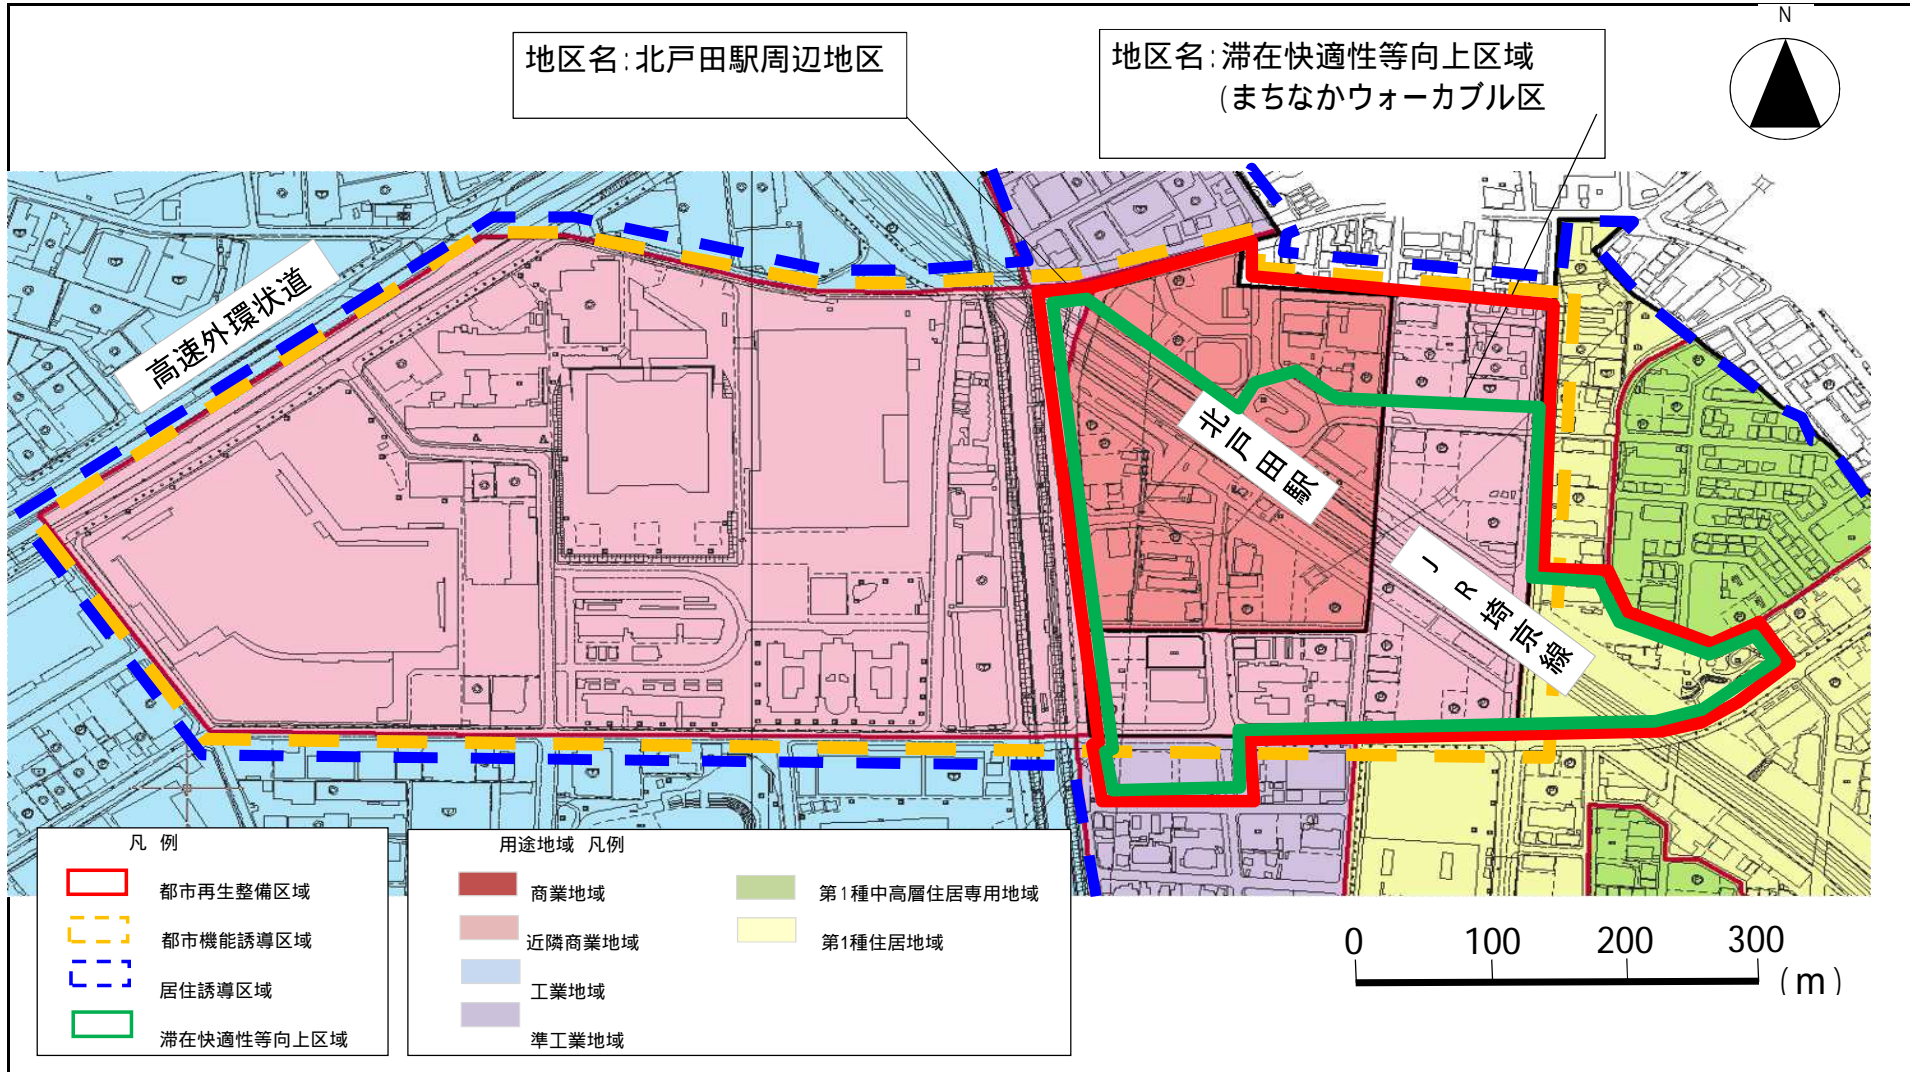 N
地区名:北戸田駅周辺地区
地区名:滞在快適性等向上区域
(まちなかウォーカブル区
高速外環状道
北戸田駅
JR埼京線
凡 例
都市再生整備区域
都市機能誘導区域
居住誘導区域
滞在快適性等向上区域
用途地域 凡例
商業地域
近隣商業地域
工業地域
準工業地域
第1種中高層住居専用地域
第1種住居地域
0 100 200 300
(m)